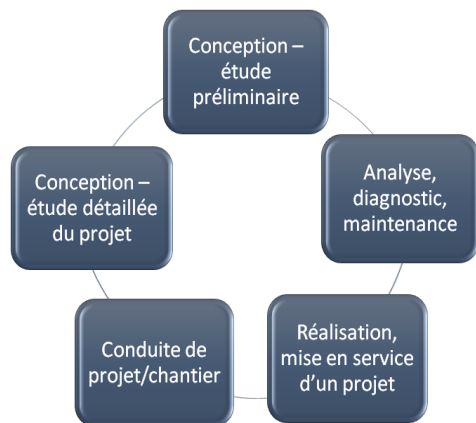 Conception –
étude
préliminaire
Analyse,
diagnostic,
maintenance
Réalisation,
mise en service
d'un projet
Conduite de
projet/chantier
Conception –
étude détaillée
du projet